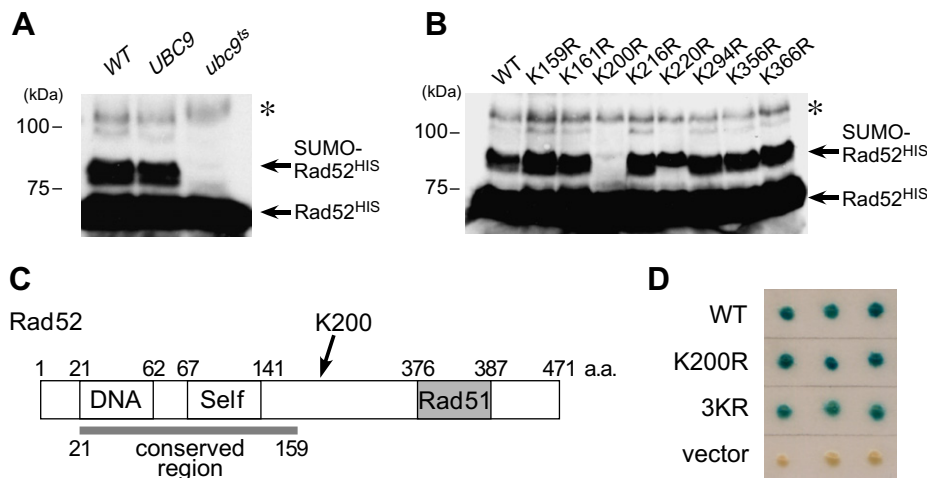 A
WT UBC9 ubc9ts
(kDa)
100
75
*
SUMO-
Rad52HIS
Rad52HIS
B
WT K159R K161R K200R K216R K220R K294R K356R K366R
(kDa)
100
75
*
SUMO-
Rad52HIS
Rad52HIS
C
Rad52
K200
1 21 62 67 141 376 387 471 a.a.
DNA Self Rad51
21 conserved 159
region
D
WT
K200R
3KR
vector